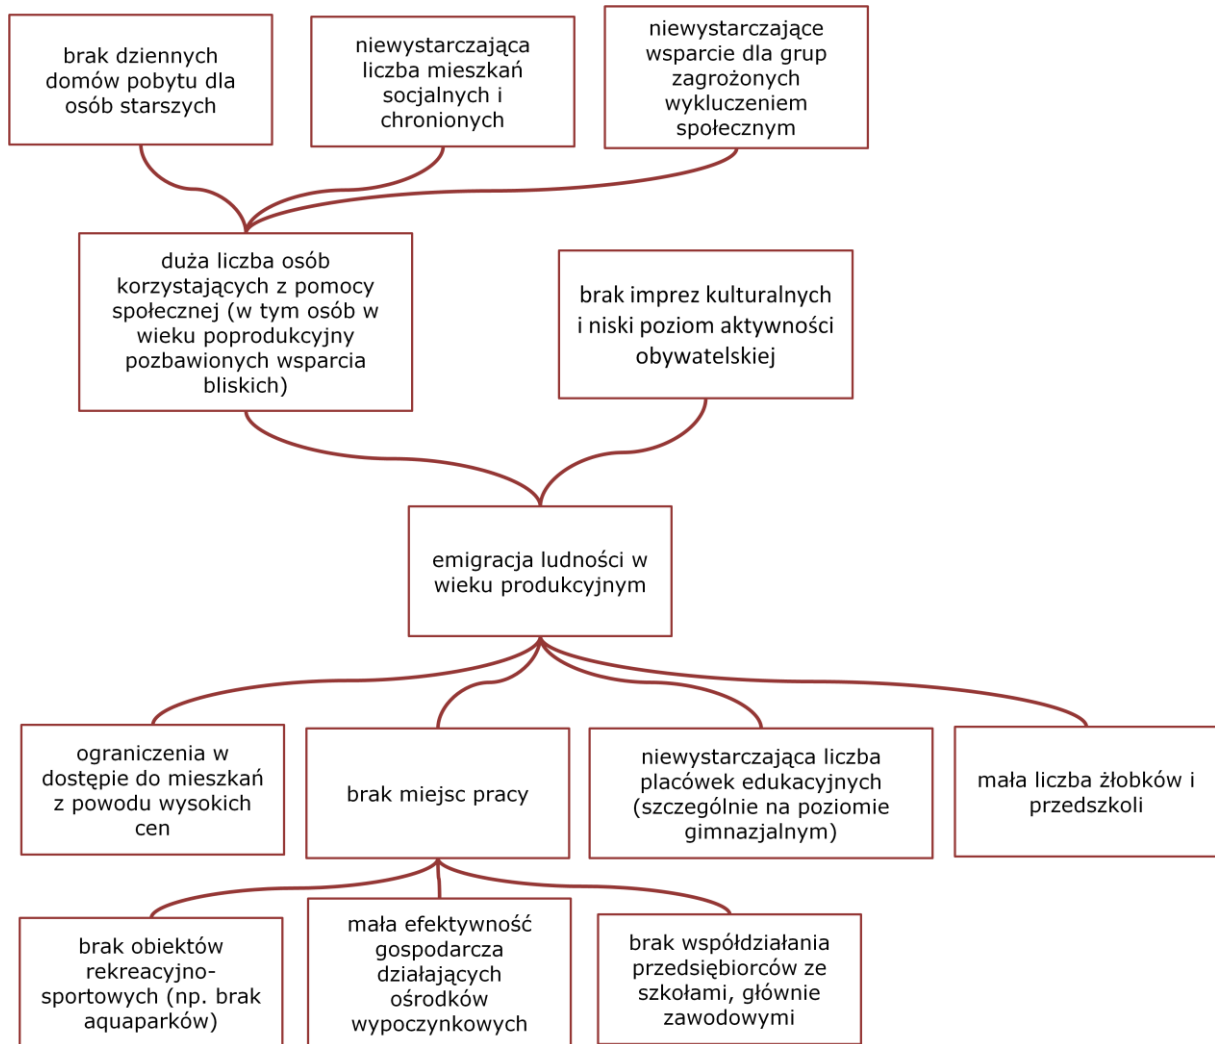 brak dziennych
domów pobytu dla
osób starszych
niewystarczająca
liczba mieszkań
socjalnych i
chronionych
niewystarczające
wsparcie dla grup
zagrożonych
wykluczeniem
społecznym
duża liczba osób
korzystających z pomocy
społecznej (w tym osób w
wieku poprodukcyjny
pozbawionych wsparcia
bliskich)
brak imprez kulturalnych
i niski poziom aktywności
obywatelskiej
emigracja ludności w
wieku produkcyjnym
ograniczenia w
dostępie do mieszkań
z powodu wysokich
cen
brak miejsc pracy
niewystarczająca liczba
placówek edukacyjnych
(szczególnie na poziomie
gimnazjalnym)
mała liczba żłobków i
przedszkoli
brak obiektów
rekreacyjno-
sportowych (np. brak
aquaparków)
mała efektywność
gospodarcza
działających
ośrodków
wypoczynkowych
brak współdziałania
przedsiębiorców ze
szkołami, głównie
zawodowymi